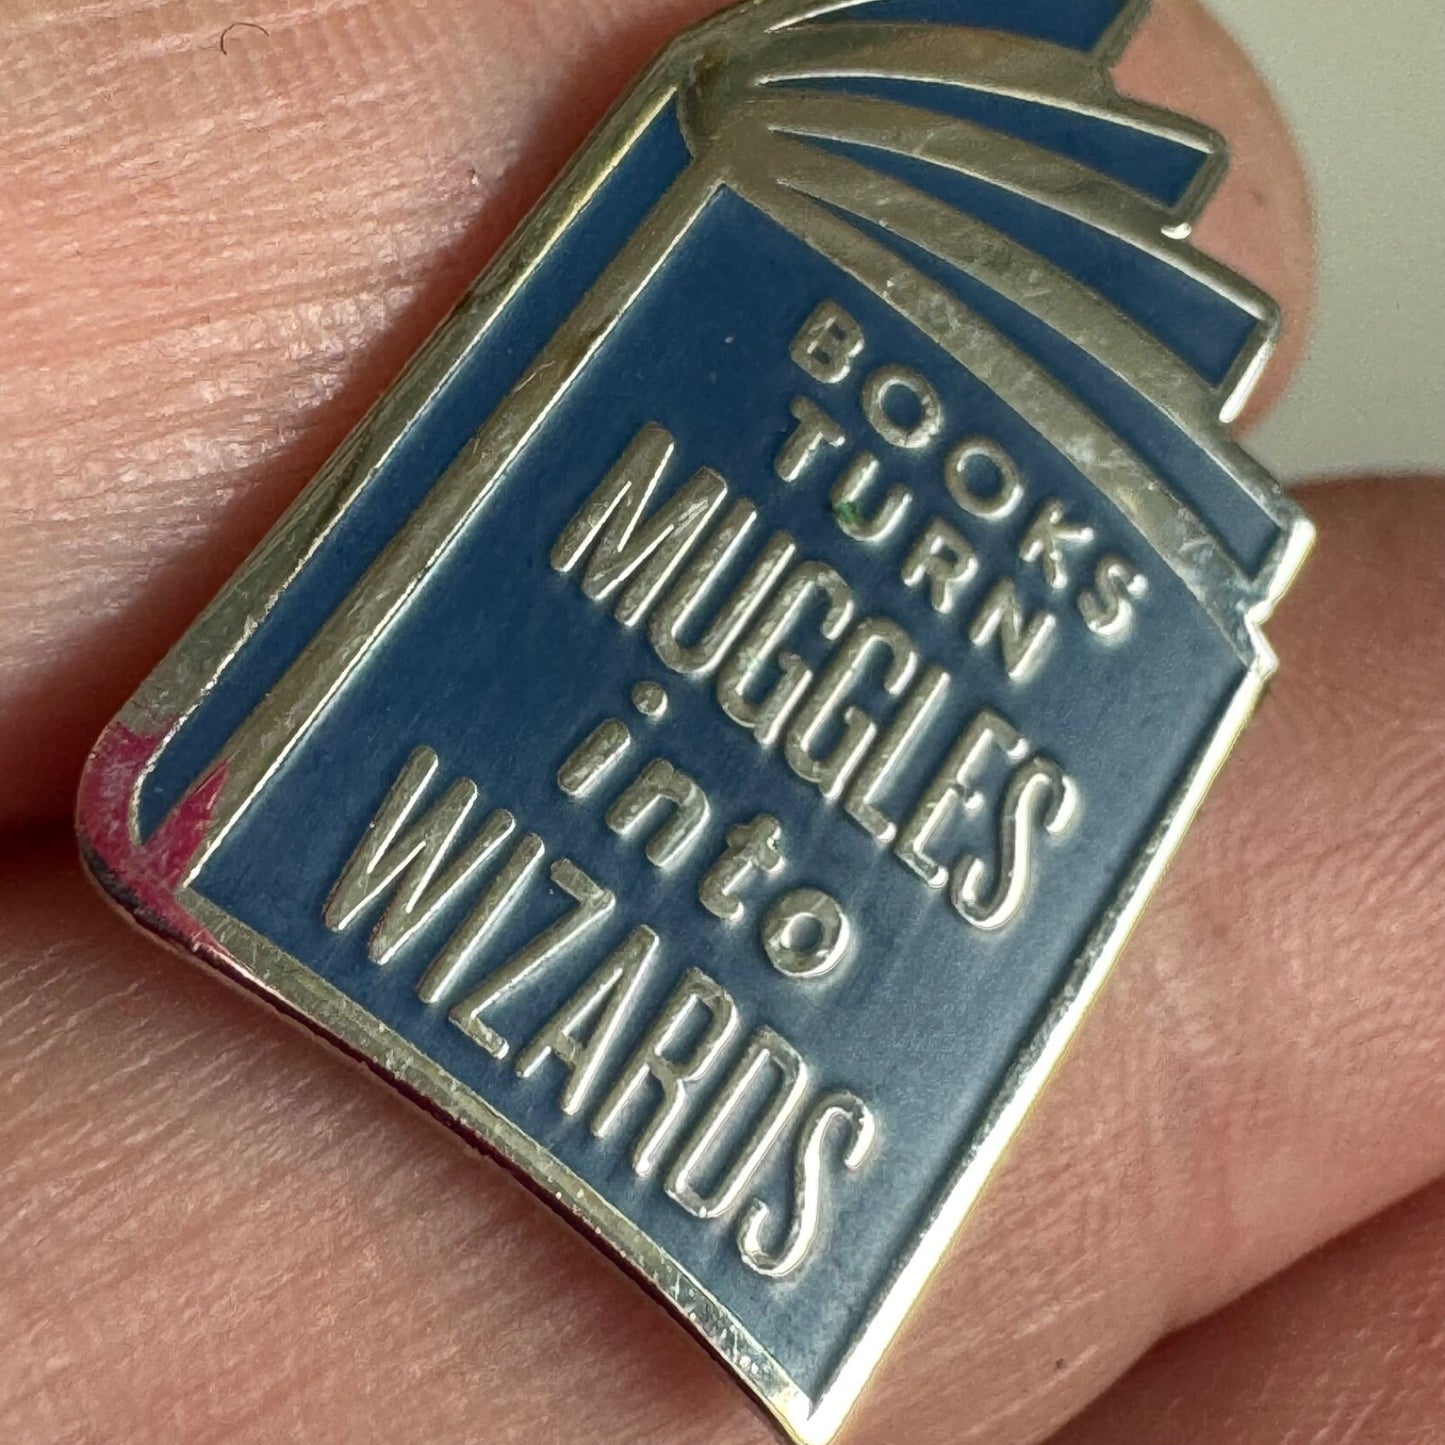 BOOKS
TURN
MUGGLES
into
WIZARDS